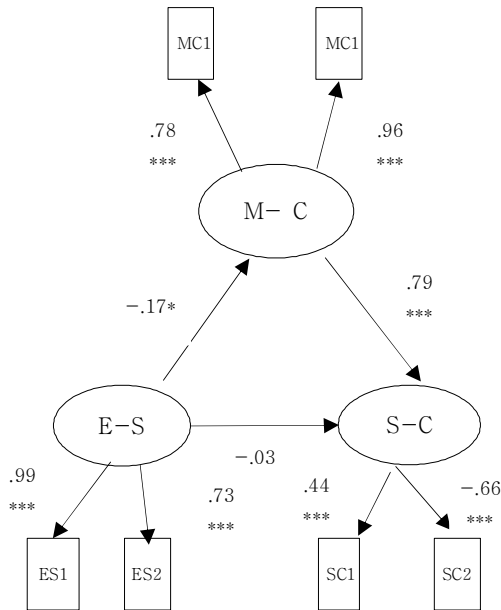 MC1
MC1
.78
***
.96
***
M- C
-.17*
.79
***
E-S
S-C
-.03
.99
***
.73
***
.44
***
-.66
***
ES1
ES2
SC1
SC2